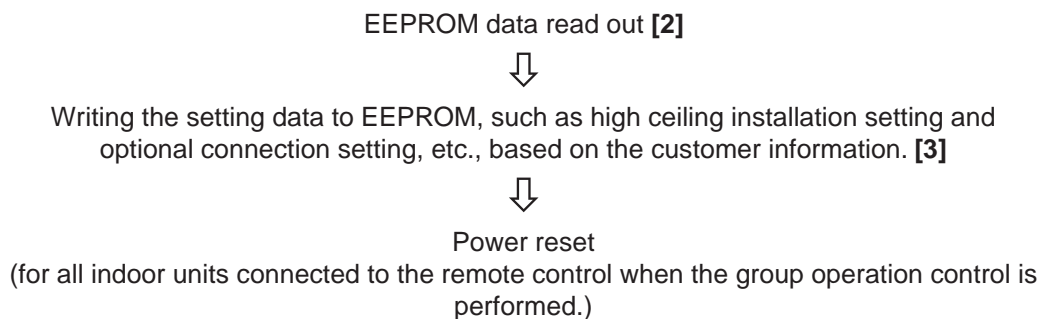 EEPROM data read out [2]
Writing the setting data to EEPROM, such as high ceiling installation setting and
optional connection setting, etc., based on the customer information. [3]
Power reset
(for all indoor units connected to the remote control when the group operation control is
performed.)